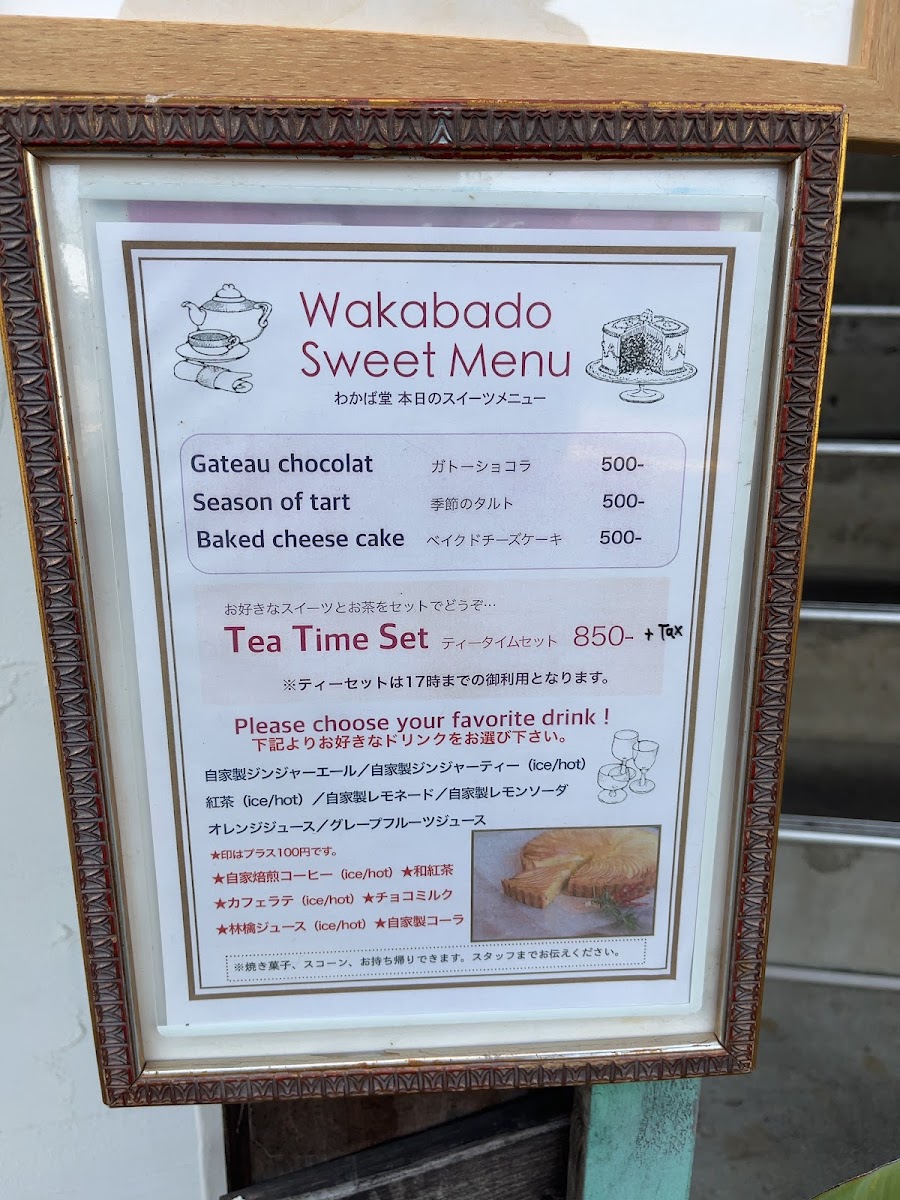 Wakabado
Sweet Menu
わかば堂 本日のスイーツメニュー
Gateau chocolat ガトーショコラ 500-
Season of tart 季節のタルト 500-
Baked cheese cake ベイクドチーズケーキ 500-
お好きなスイーツとお茶をセットでどうぞ…
Tea Time Set ティータイムセット 850- + Tax
※ティーセットは17時までの御利用となります。
Please choose your favorite drink !
下記よりお好きなドリンクをお選び下さい。
自家製ジンジャーエール／自家製ジンジャーティー（ice/hot）
紅茶（ice/hot）／自家製レモネード／自家製レモンソーダ
オレンジジュース／グレープフルーツジュース
★印はプラス100円です。
★自家焙煎コーヒー（ice/hot）★和紅茶
★カフェラテ（ice/hot）★チョコミルク
★林檎ジュース（ice/hot）★自家製コーラ
※焼き菓子、スコーン、お持ち帰りできます。スタッフまでお伝えください。